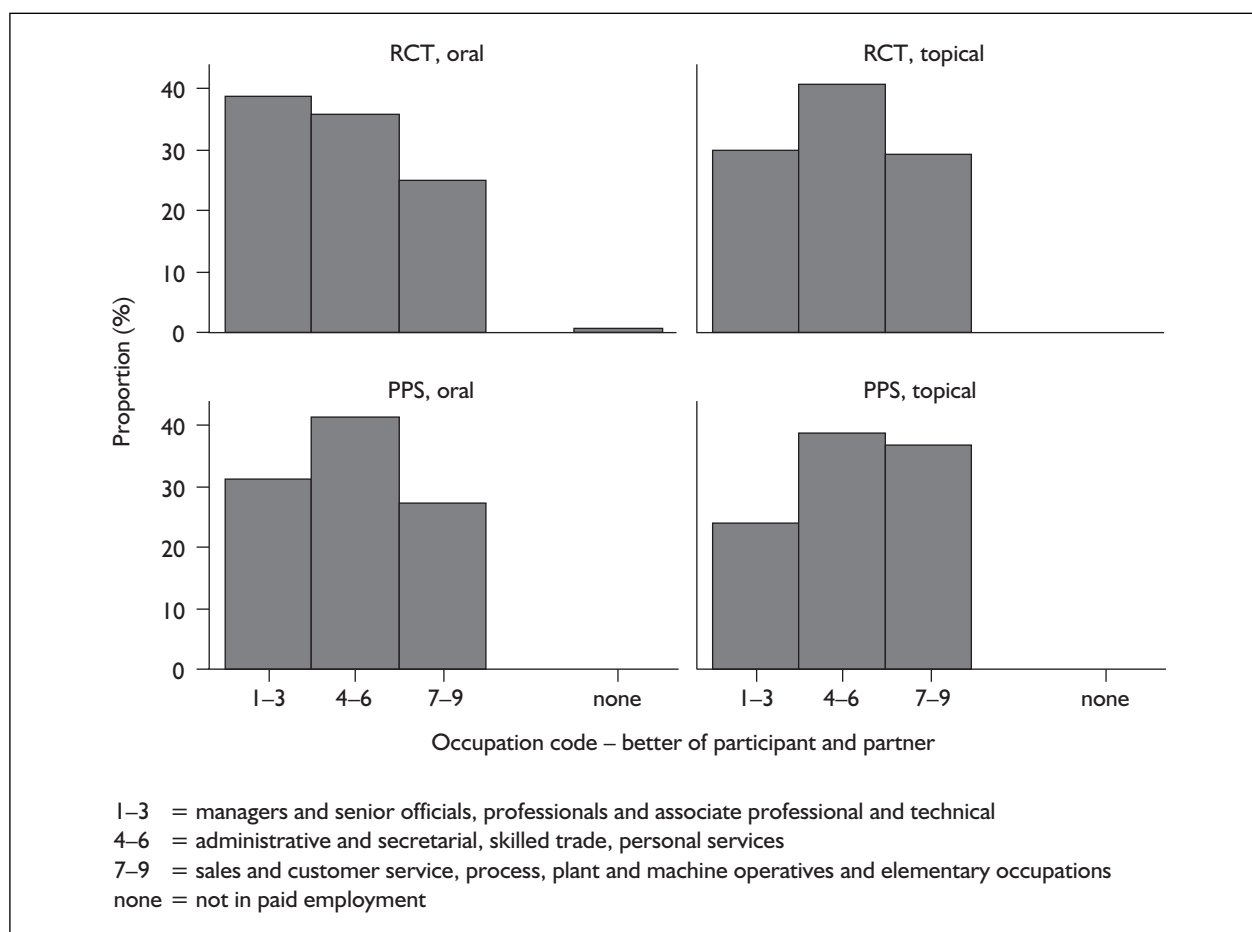 RCT, oral
RCT, topical
40
30
20
10
0
PPS, oral
PPS, topical
40
30
20
10
0
Proportion (%)
1–3 4–6 7–9 none
1–3 4–6 7–9 none
Occupation code – better of participant and partner
1–3 = managers and senior officials, professionals and associate professional and technical
4–6 = administrative and secretarial, skilled trade, personal services
7–9 = sales and customer service, process, plant and machine operatives and elementary occupations
none = not in paid employment